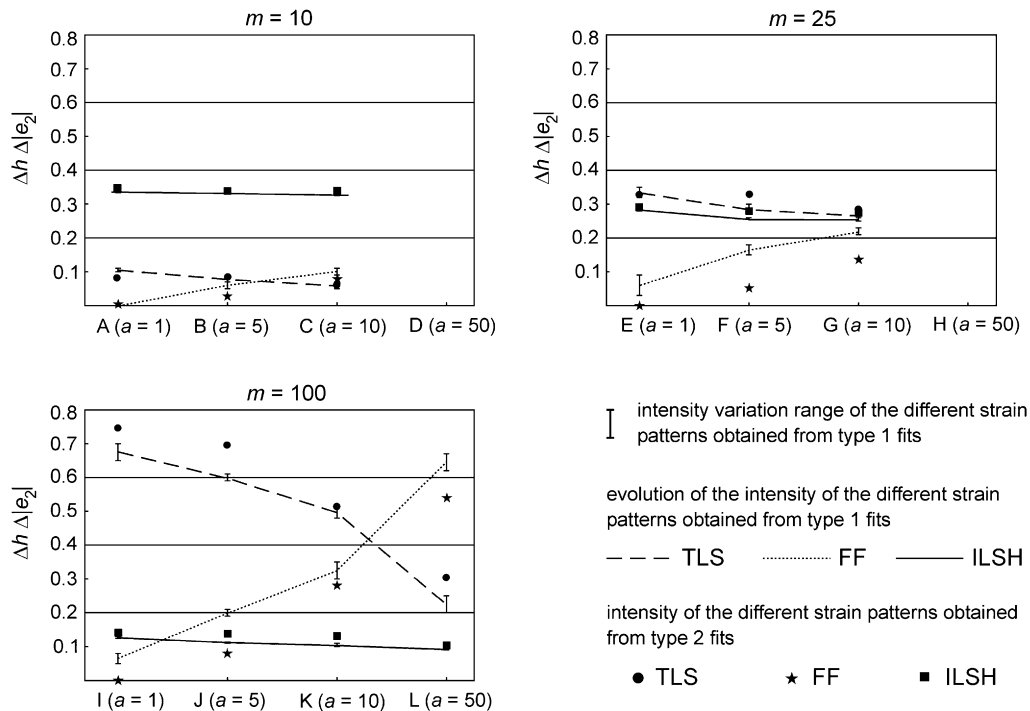 m = 10
0.8
0.7
0.6
0.5
0.4
0.3
0.2
0.1
Δh Δ|e2|
A (a = 1) B (a = 5) C (a = 10) D (a = 50)
m = 25
0.8
0.7
0.6
0.5
0.4
0.3
0.2
0.1
Δh Δ|e2|
E (a = 1) F (a = 5) G (a = 10) H (a = 50)
m = 100
0.8
0.7
0.6
0.5
0.4
0.3
0.2
0.1
Δh Δ|e2|
I (a = 1) J (a = 5) K (a = 10) L (a = 50)
intensity variation range of the different strain
patterns obtained from type 1 fits
evolution of the intensity of the different strain
patterns obtained from type 1 fits
TLS FF ILSH
intensity of the different strain patterns obtained
from type 2 fits
TLS FF ILSH